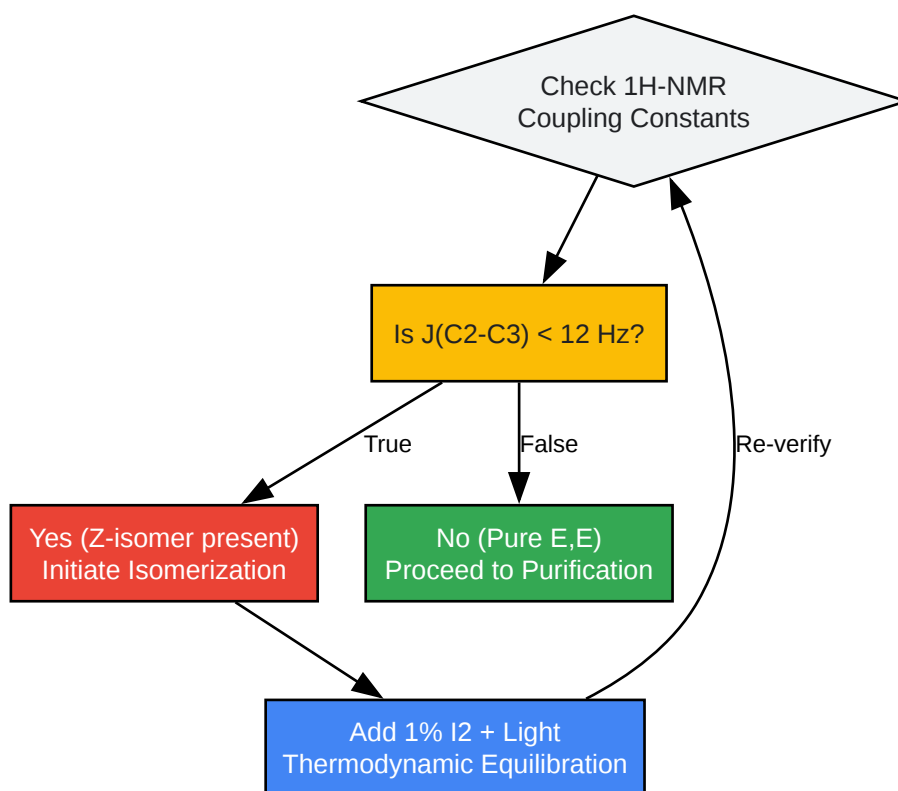 Check 1H-NMR
Coupling Constants
Is J(C2-C3) < 12 Hz?
True
False
Re-verify
Yes (Z-isomer present)
Initiate Isomerization
No (Pure E,E)
Proceed to Purification
Add 1% I2 + Light
Thermodynamic Equilibration